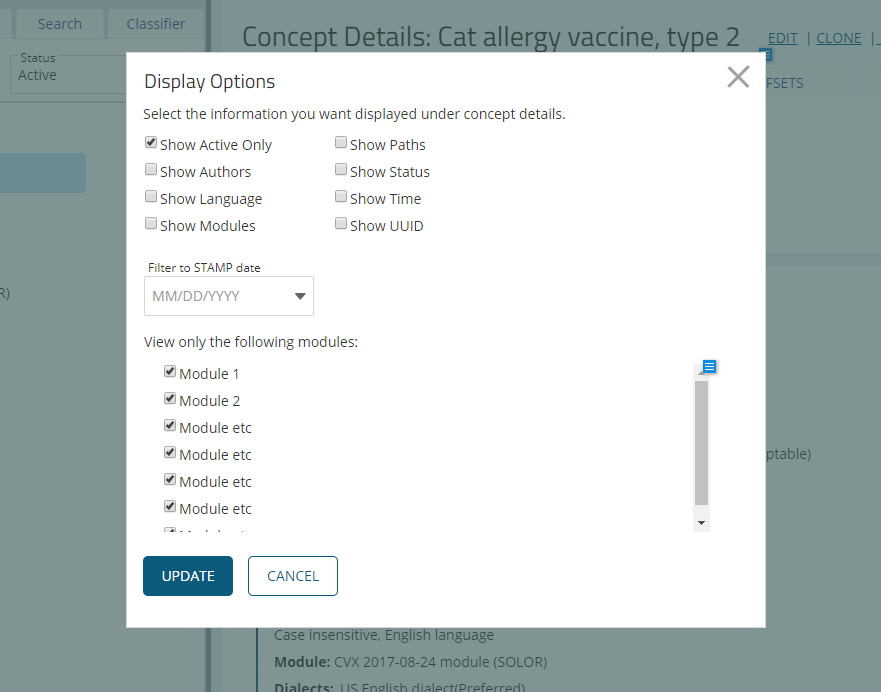 Search
Classifier
Concept Details: Cat allergy vaccine, type 2
EDIT | CLONE |
Status
Active
FSETS
Display Options
Select the information you want displayed under concept details.
Show Active Only
Show Paths
Show Authors
Show Status
Show Language
Show Time
Show Modules
Show UUID
Filter to STAMP date
R)
MM/DD/YYYY
View only the following modules:
Module 1
Module 2
Module etc
Module etc
ptable)
Module etc
Module etc
UPDATE
CANCEL
Case insensitive, English language
Module: CVX 2017-08-24 module (SOLOR)
Dialects: US English dialect(Preferred)